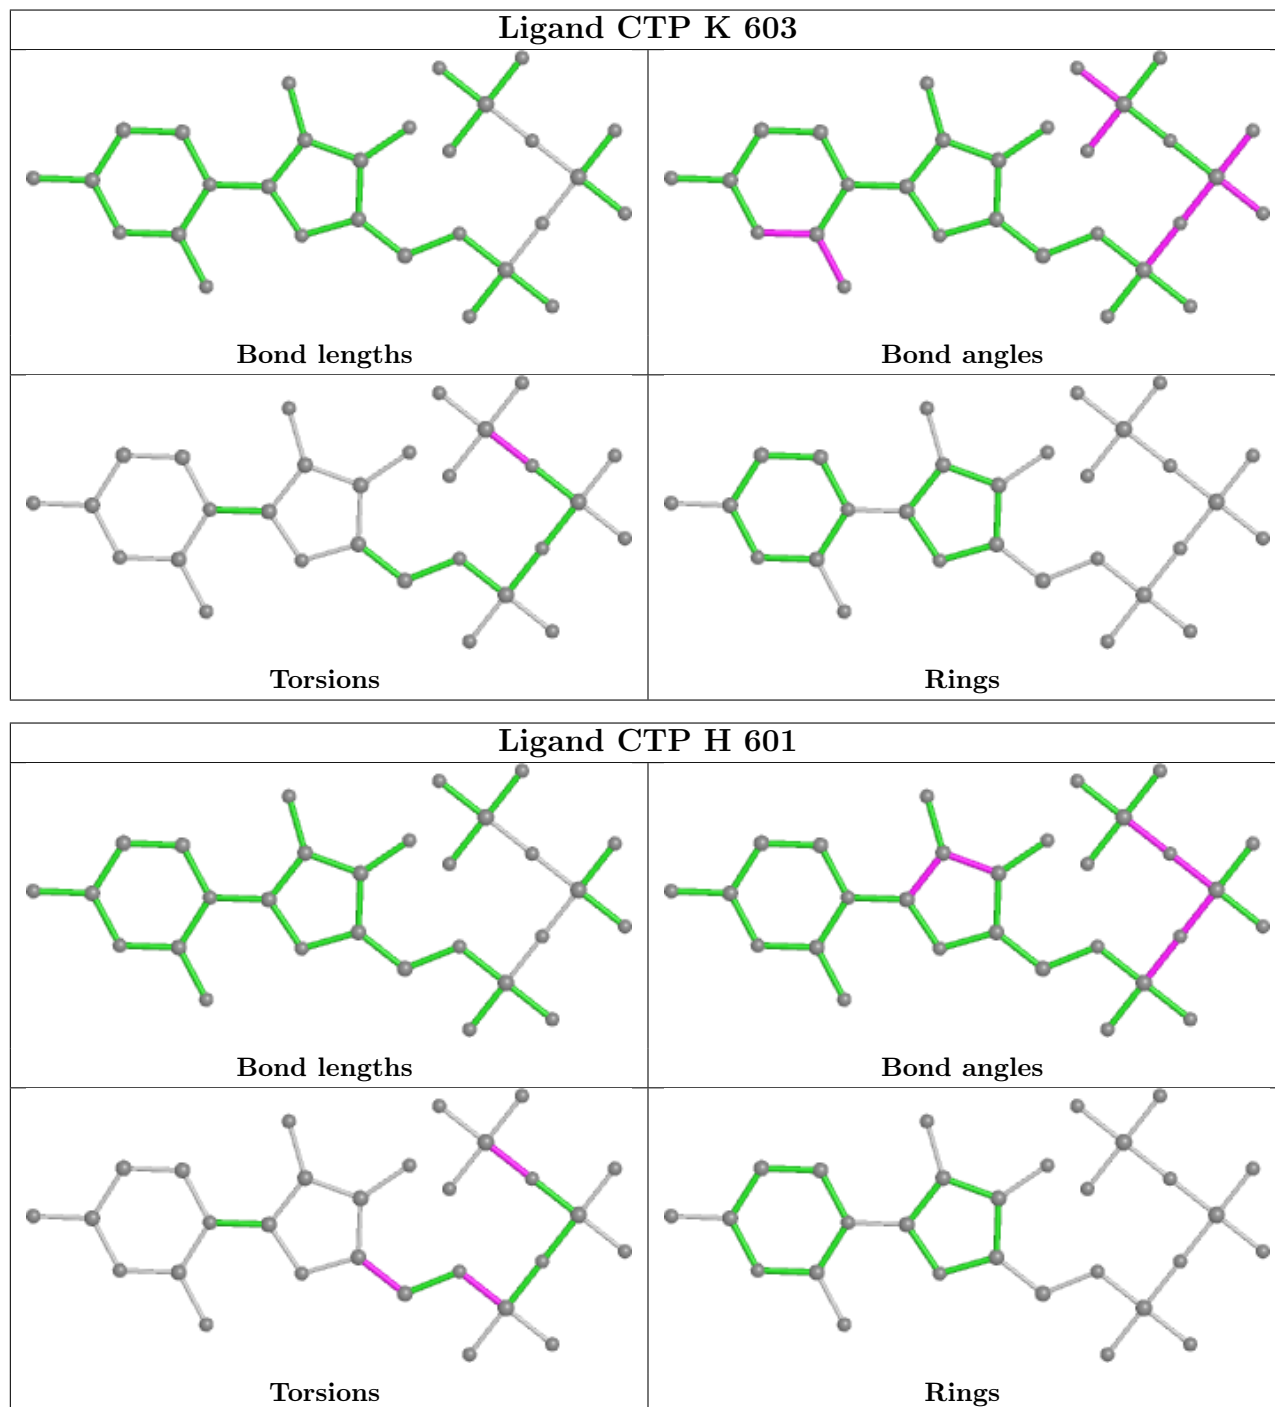 Ligand CTP K 603
Bond lengths
Bond angles
Torsions
Rings
Ligand CTP H 601
Bond lengths
Bond angles
Torsions
Rings